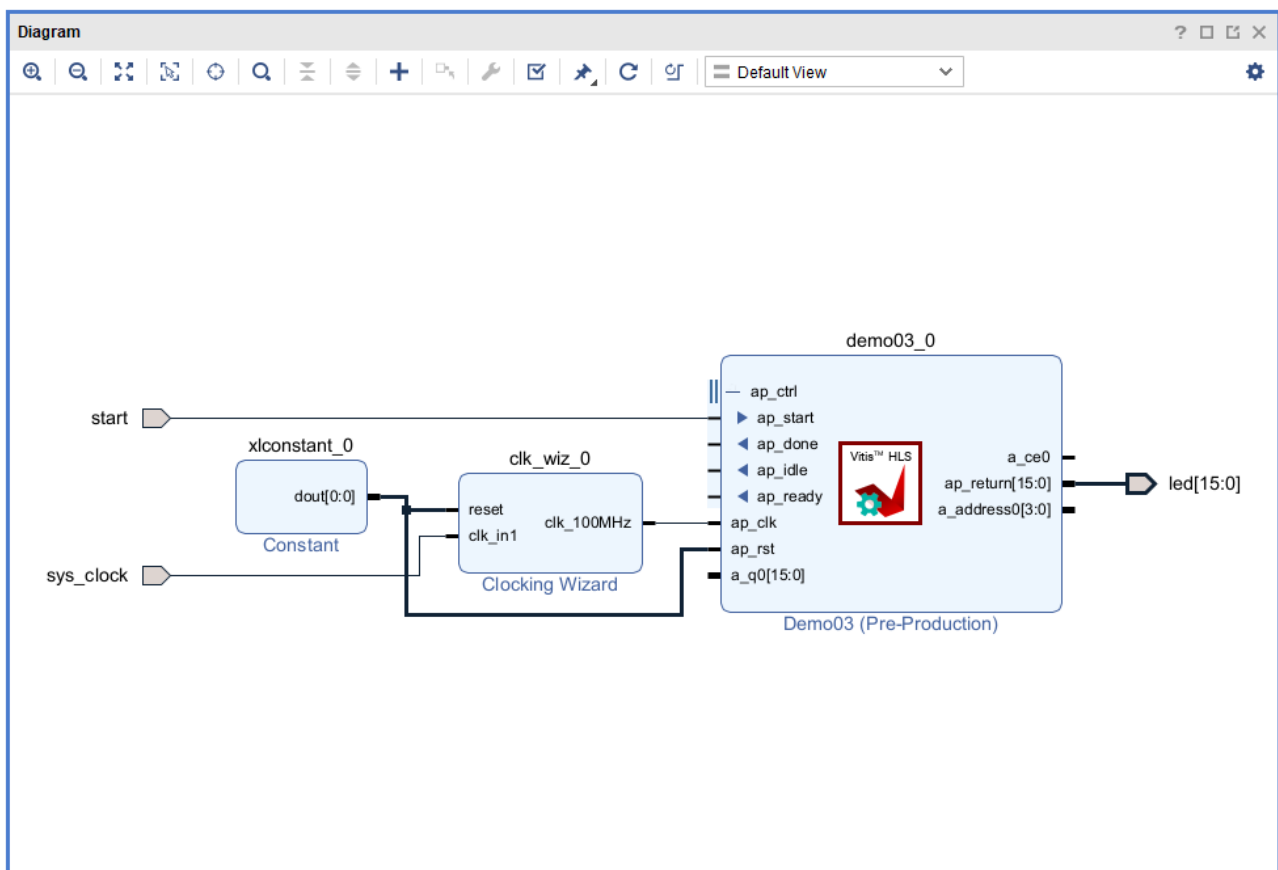 Diagram
Default View
demo03_0
ap_ctrl
start
ap_start
xlconstant_0
ap_done
clk_wiz_0
Vitis™ HLS
a_ce0
ap_idle
ap_return[15:0]
led[15:0]
dout[0:0]
ap_ready
reset
a_address0[3:0]
clk_100MHz
ap_clk
clk_in1
Constant
ap_rst
sys_clock
a_q0[15:0]
Clocking Wizard
Demo03 (Pre-Production)